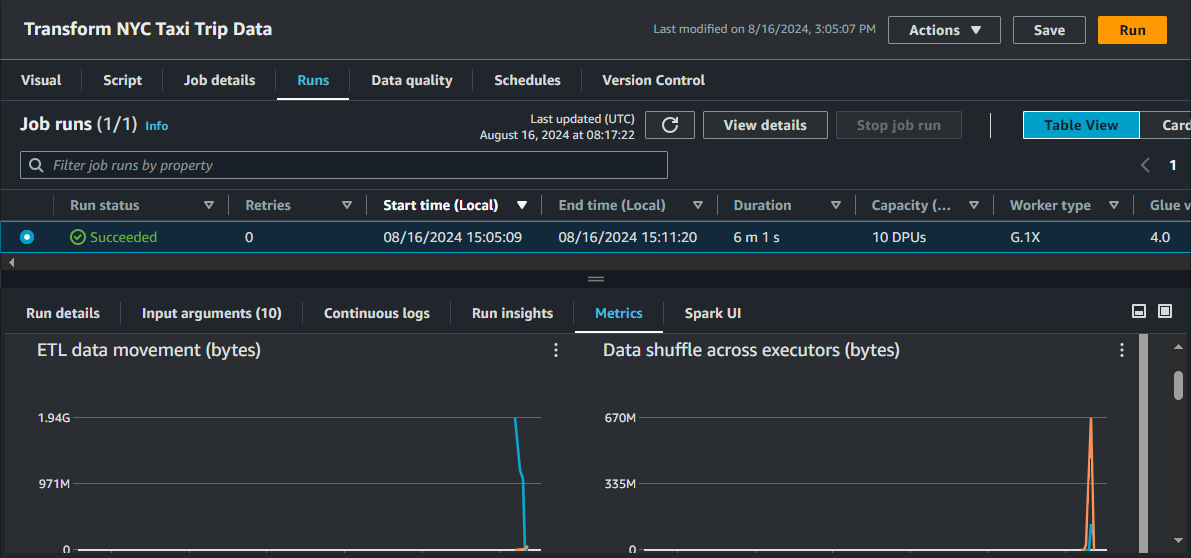 Transform NYC Taxi Trip Data
Last modified on 8/16/2024, 3:05:07 PM
Actions
Save
Run
Visual
Script
Job details
Runs
Data quality
Schedules
Version Control
Job runs (1/1) Info
Last updated (UTC)
August 16, 2024 at 08:17:22
View details
Stop job run
Table View
Card
Filter job runs by property
1
Run status
Retries
Start time (Local)
End time (Local)
Duration
Capacity (...
Worker type
Glue v
Succeeded
0
08/16/2024 15:05:09
08/16/2024 15:11:20
6 m 1 s
10 DPUs
G.1X
4.0
Run details
Input arguments (10)
Continuous logs
Run insights
Metrics
Spark UI
ETL data movement (bytes)
1.94G
971M
0
Data shuffle across executors (bytes)
670M
335M
0